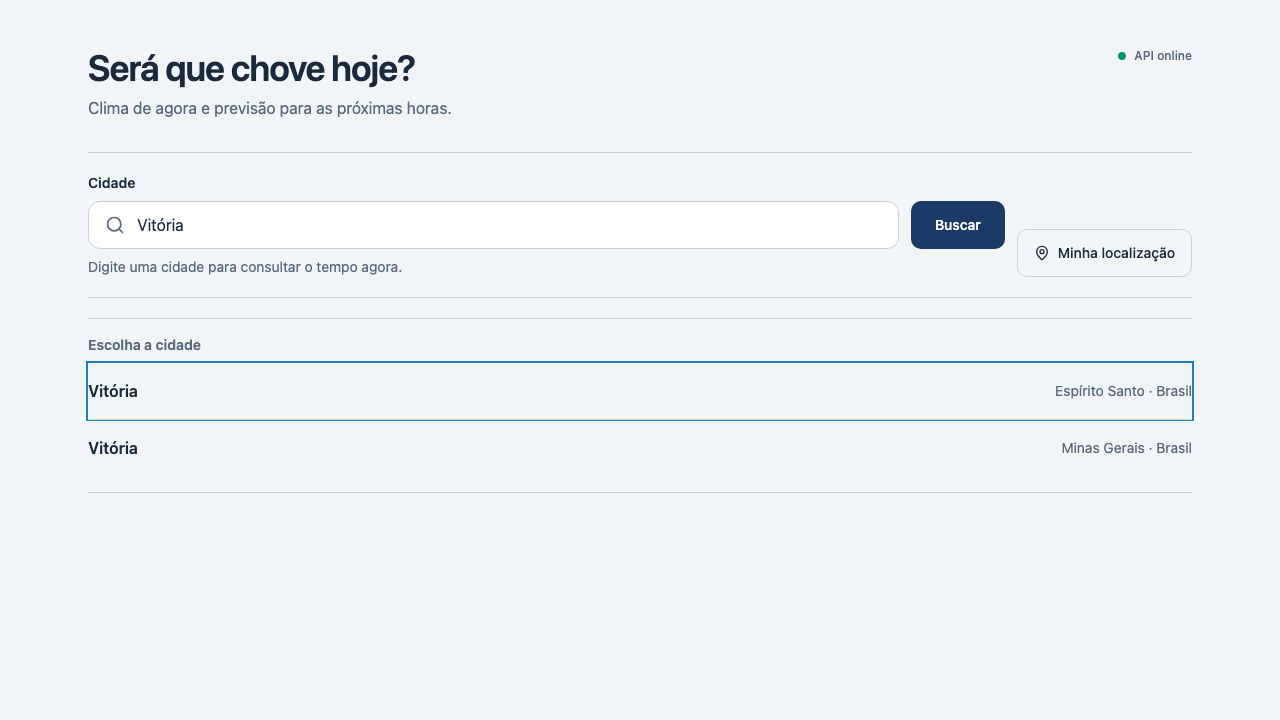 Será que chove hoje?
API online
Clima de agora e previsão para as próximas horas.
Cidade
Vitória
Buscar
Minha localização
Digite uma cidade para consultar o tempo agora.
Escolha a cidade
Vitória
Espírito Santo · Brasil
Vitória
Minas Gerais · Brasil